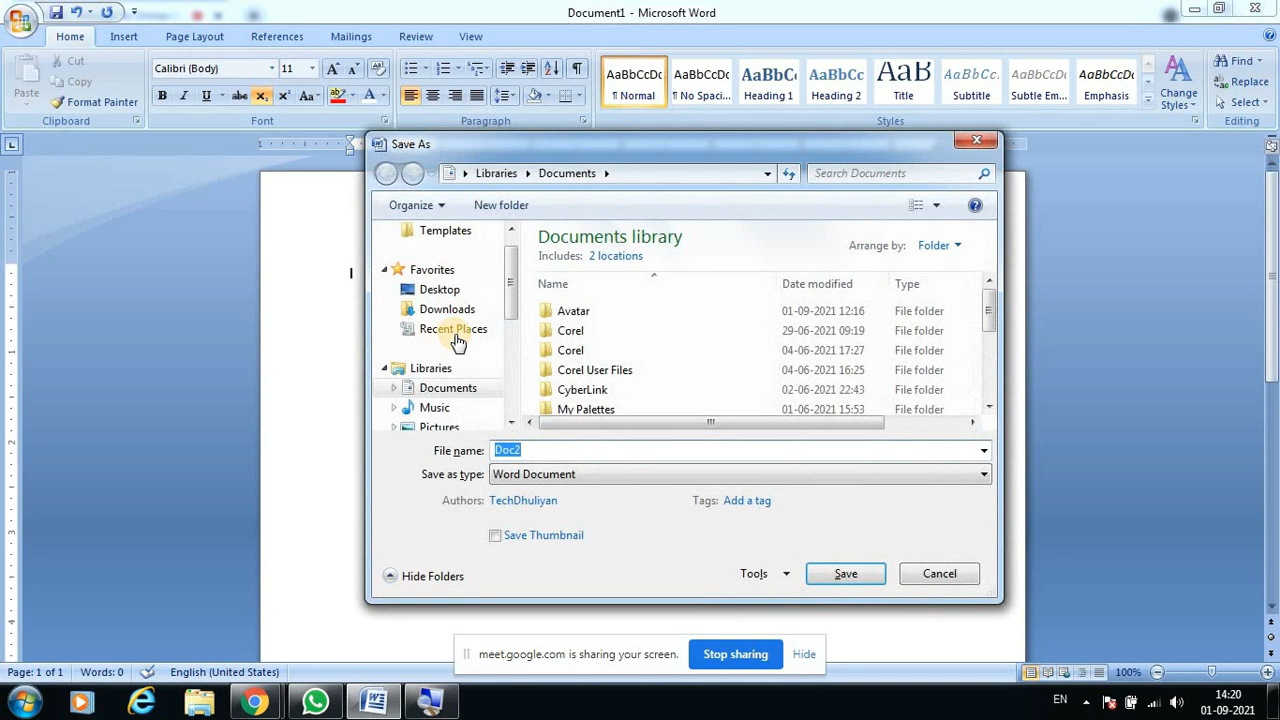 Document1 - Microsoft Word
Home Insert Page Layout References Mailings Review View
Paste
Cut
Copy
Format Painter
Clipboard
Calibri (Body) 11
B I U abc X₂ X² Aa
ab A
Font
Paragraph
AaBbCcDc AaBbCcDc AaBbC AaBbCc AaB AaBbCc. AaBbCcDc AaBbCcDc
¶ Normal ¶ No Spaci... Heading 1 Heading 2 Title Subtitle Subtle Em... Emphasis
Change
Styles
Styles
Find
Replace
Select
Editing
Save As
Libraries Documents
Search Documents
Organize New folder
Templates
Favorites
Desktop
Downloads
Recent Places
Libraries
Documents
Music
Pictures
Documents library
Includes: 2 locations
Arrange by: Folder
Name Date modified Type
Avatar 01-09-2021 12:16 File folder
Corel 29-06-2021 09:19 File folder
Corel 04-06-2021 17:27 File folder
Corel User Files 04-06-2021 16:25 File folder
CyberLink 02-06-2021 22:43 File folder
My Palettes 01-06-2021 15:53 File folder
File name: Doc2
Save as type: Word Document
Authors: TechDhuliyan Tags: Add a tag
Save Thumbnail
Hide Folders Tools Save Cancel
meet.google.com is sharing your screen. Stop sharing Hide
Page: 1 of 1 Words: 0 English (United States) 100%
EN 14:20
01-09-2021